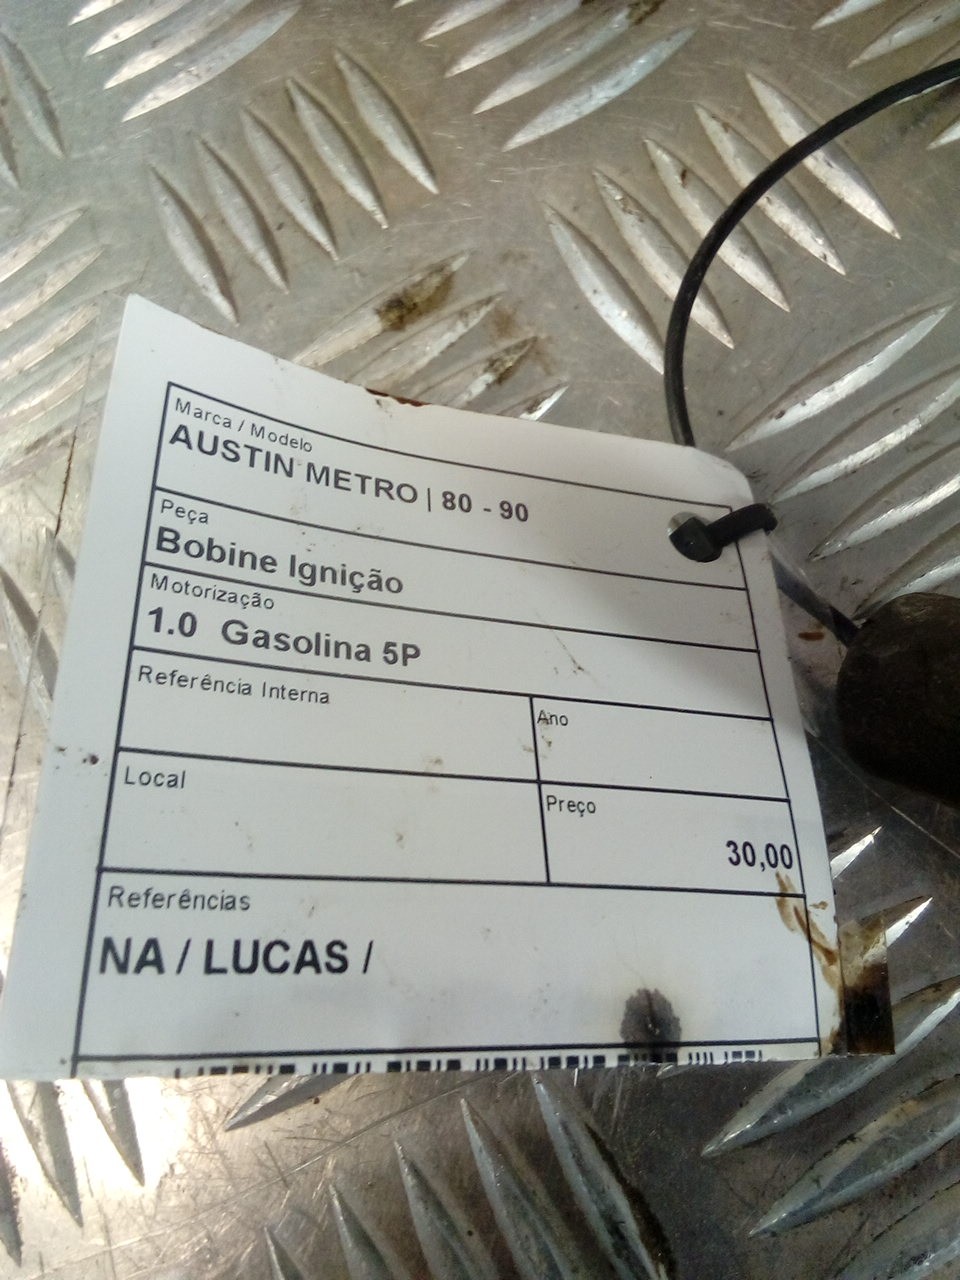 Marca / Modelo
AUSTIN METRO | 80 - 90
Peça
Bobine Ignição
Motorização
1.0 Gasolina 5P
Referência Interna
Ano
Local
Preço
30,00
Referências
NA / LUCAS /